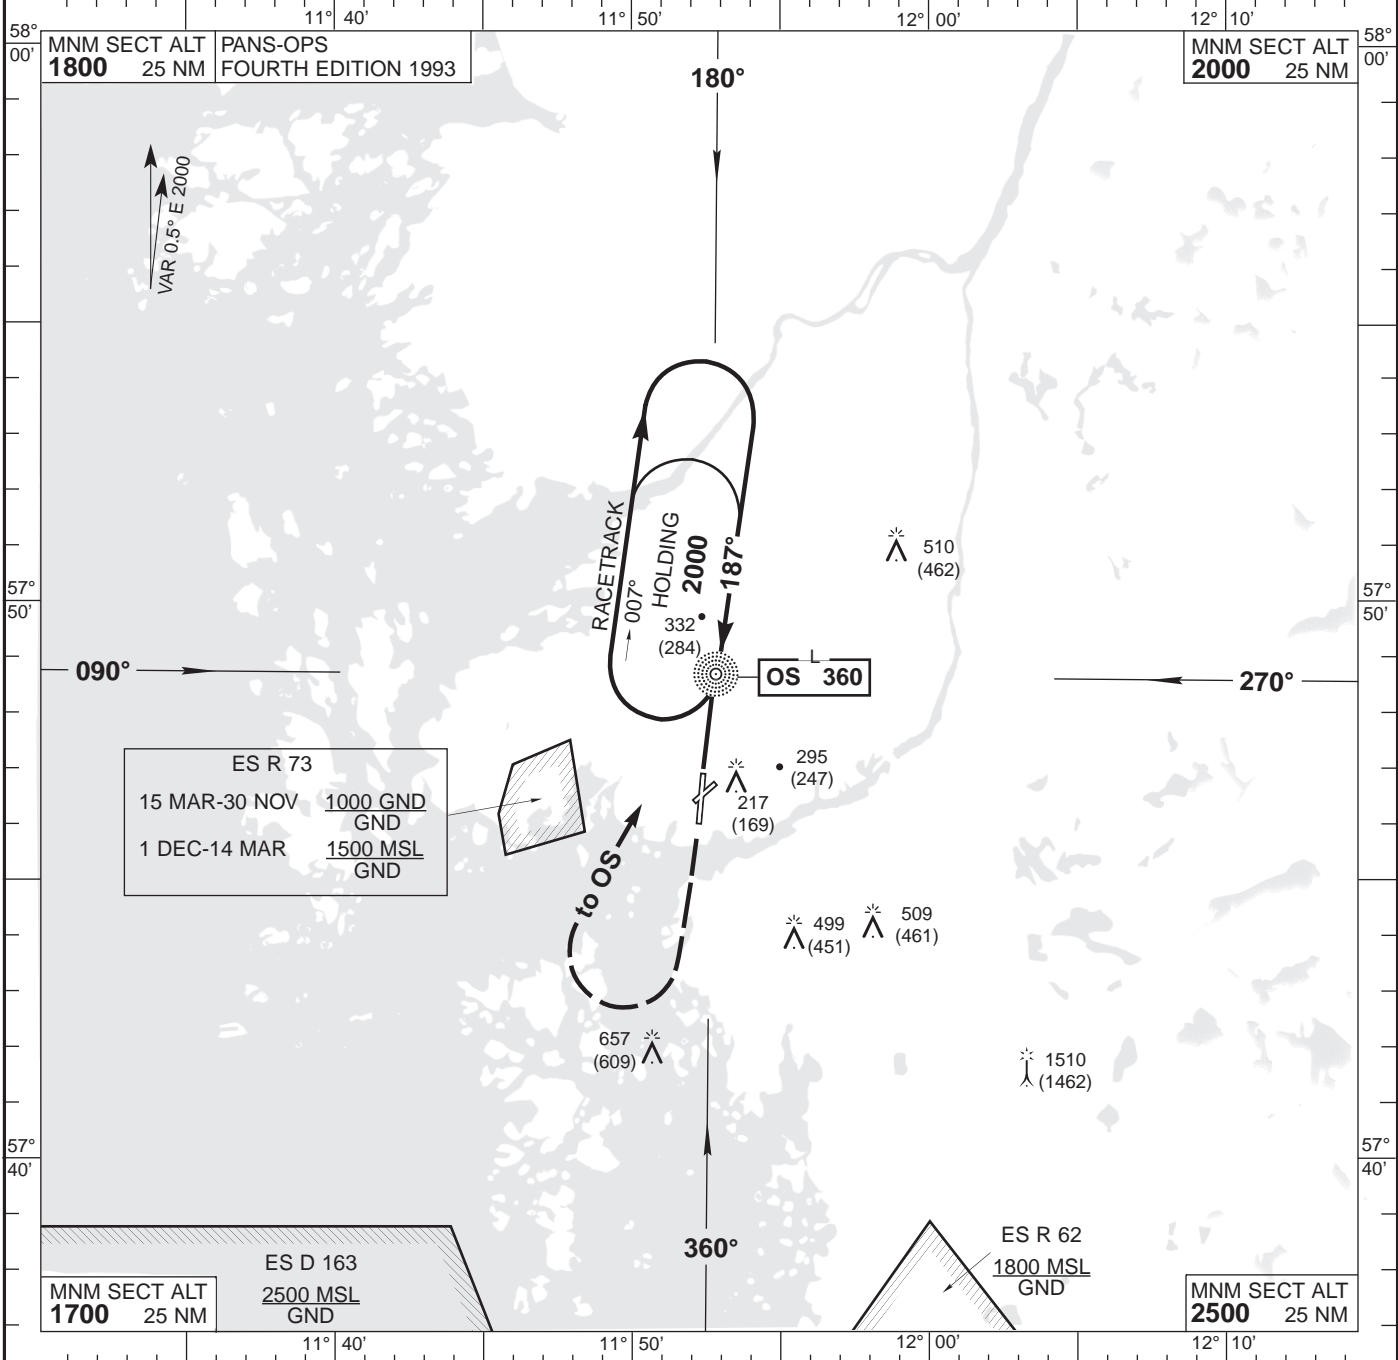 11° 40’
11° 50’
12° 00’
12° 10’
58°
00’
MNM SECT ALT
1800 25 NM
PANS-OPS
FOURTH EDITION 1993
180°
MNM SECT ALT
2000 25 NM
58°
00’
VAR 0.5° E 2000
RACETRACK
007°
HOLDING
2000
187°
332
(284)
510
(462)
57°
50’
57°
50’
090°
L
OS 360
270°
ES R 73
15 MAR-30 NOV 1000 GND
GND
1 DEC-14 MAR 1500 MSL
GND
295
(247)
217
(169)
to OS
499
(451)
509
(461)
657
(609)
1510
(1462)
57°
40’
57°
40’
360°
ES D 163
2500 MSL
GND
ES R 62
1800 MSL
GND
MNM SECT ALT
1700 25 NM
MNM SECT ALT
2500 25 NM
11° 40’
11° 50’
12° 00’
12° 10’